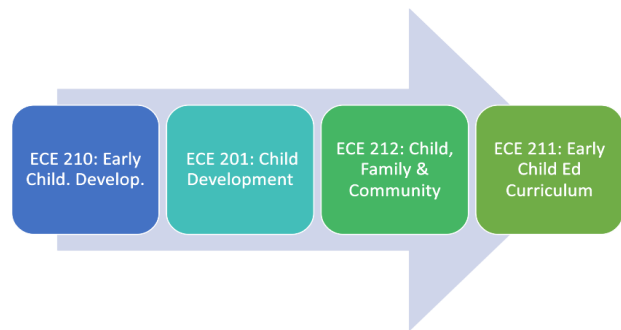 ECE 210: Early
Child. Develop.
ECE 201: Child
Development
ECE 212: Child,
Family &
Community
ECE 211: Early
Child Ed
Curriculum